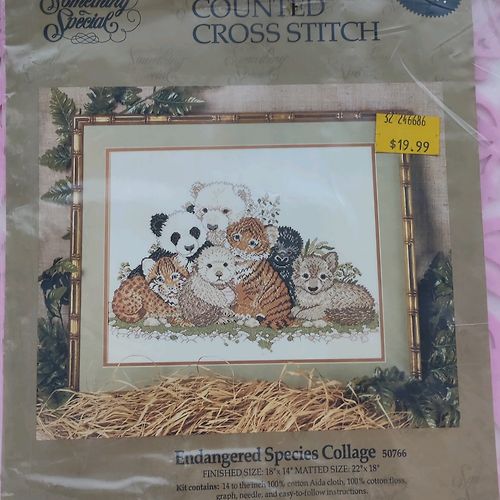 Something
Special
COUNTED
CROSS STITCH
32 246686
$19.99
Endangered Species Collage 50766
FINISHED SIZE: 18" x 14" MATTED SIZE: 22" x 18"
Kit contains: 14 to the inch 100% cotton Aida cloth, 100% cotton floss,
graph, needle, and easy-to-follow instructions.